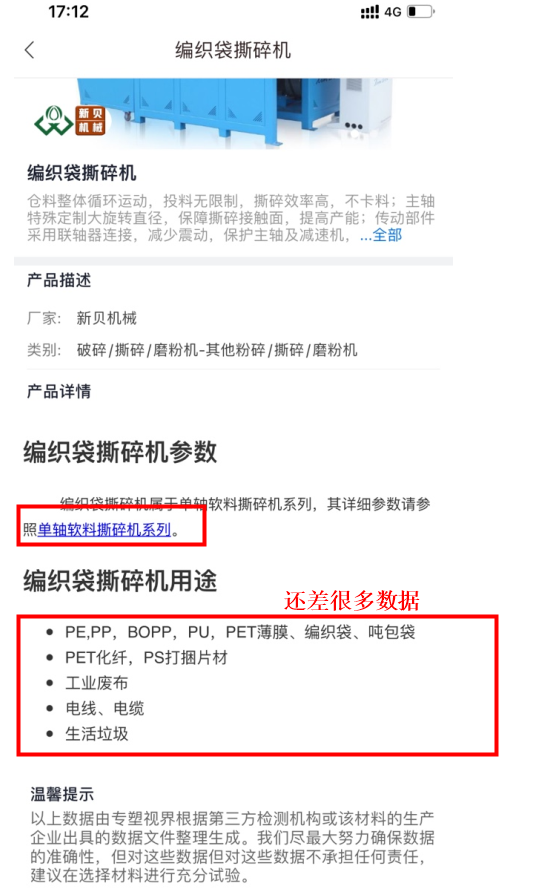 17:12
4G
编织袋撕碎机
新贝
机械
编织袋撕碎机
仓料整体循环运动，投料无限制，撕碎效率高，不卡料；主轴
特殊定制大旋转直径，保障撕碎接触面，提高产能；传动部件
采用联轴器连接，减少震动，保护主轴及减速机，...全部
产品描述
厂家： 新贝机械
类别： 破碎/撕碎/磨粉机-其他粉碎/撕碎/磨粉机
产品详情
编织袋撕碎机参数
编织袋撕碎机属于单轴软料撕碎机系列，其详细参数请参
照单轴软料撕碎机系列。
编织袋撕碎机用途
还差很多数据
• PE,PP，BOPP，PU，PET薄膜、编织袋、吨包袋
• PET化纤，PS打捆片材
• 工业废布
• 电线、电缆
• 生活垃圾
温馨提示
以上数据由专塑视界根据第三方检测机构或该材料的生产
企业出具的数据文件整理生成。我们尽最大努力确保数据
的准确性，但对这些数据但对这些数据不承担任何责任，
建议在选择材料进行充分试验。